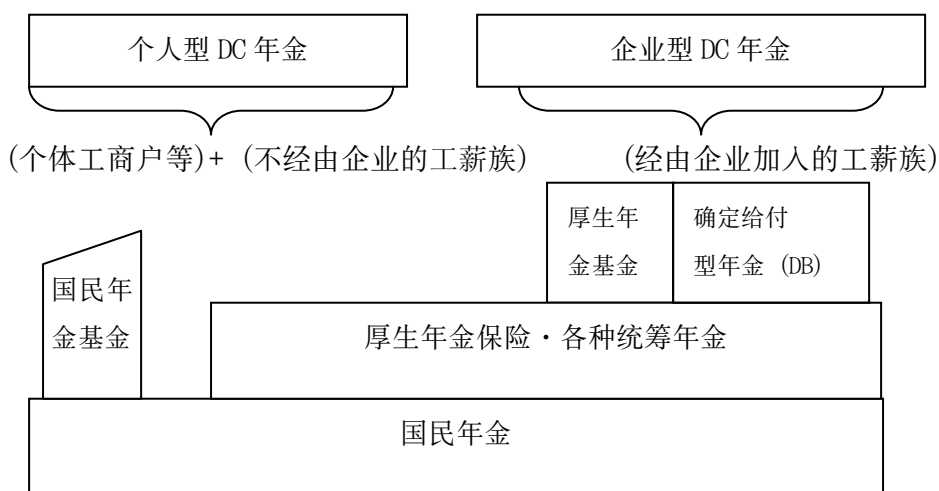 个人型 DC 年金
企业型 DC 年金
(个体工商户等)+ (不经由企业的工薪族)
(经由企业加入的工薪族)
厚生年
金基金
确定给付
型年金 (DB)
国民年
金基金
厚生年金保险·各种统筹年金
国民年金